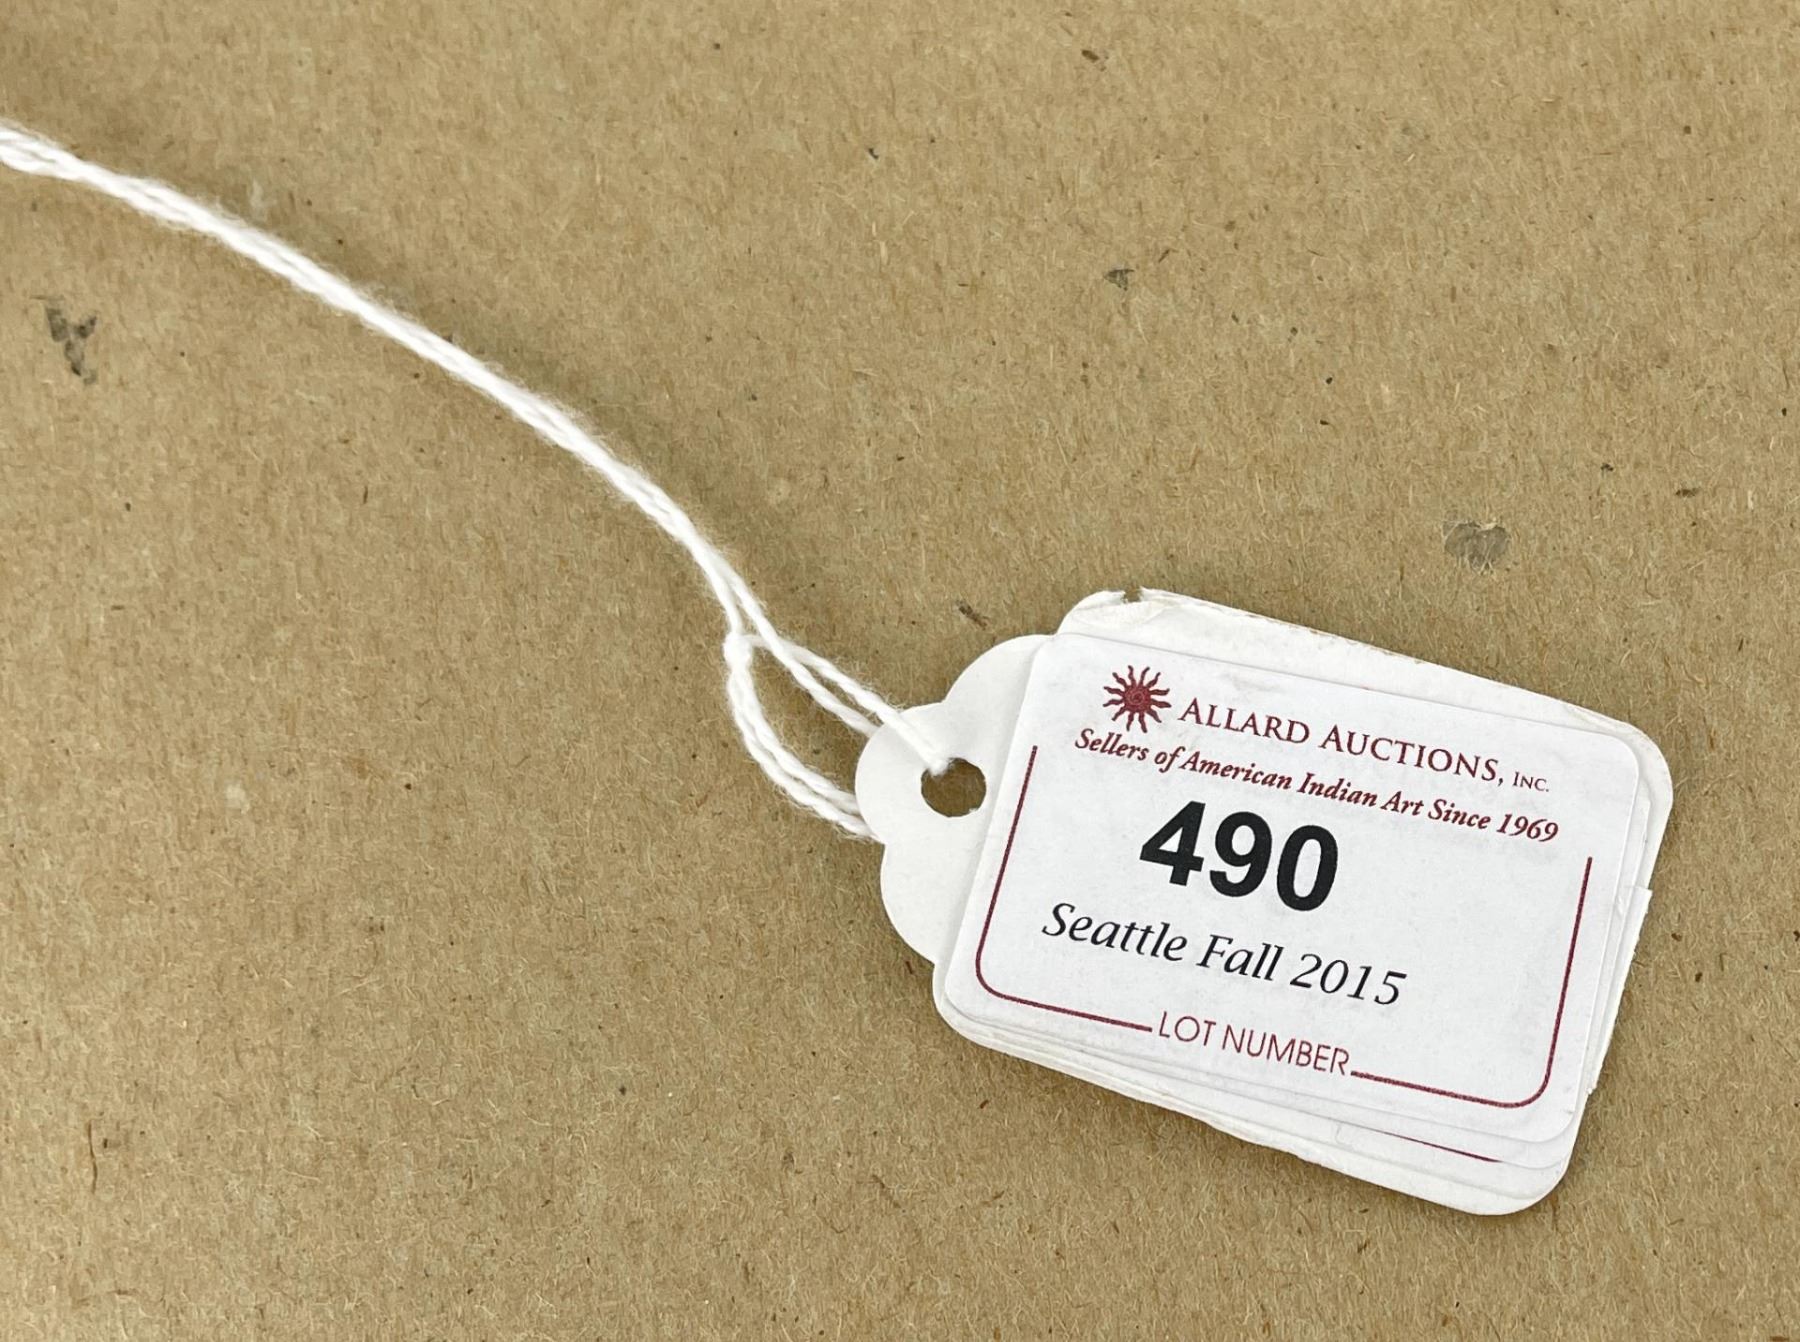 ALLARD AUCTIONS, INC.
Sellers of American Indian Art Since 1969
490
Seattle Fall 2015
LOT NUMBER